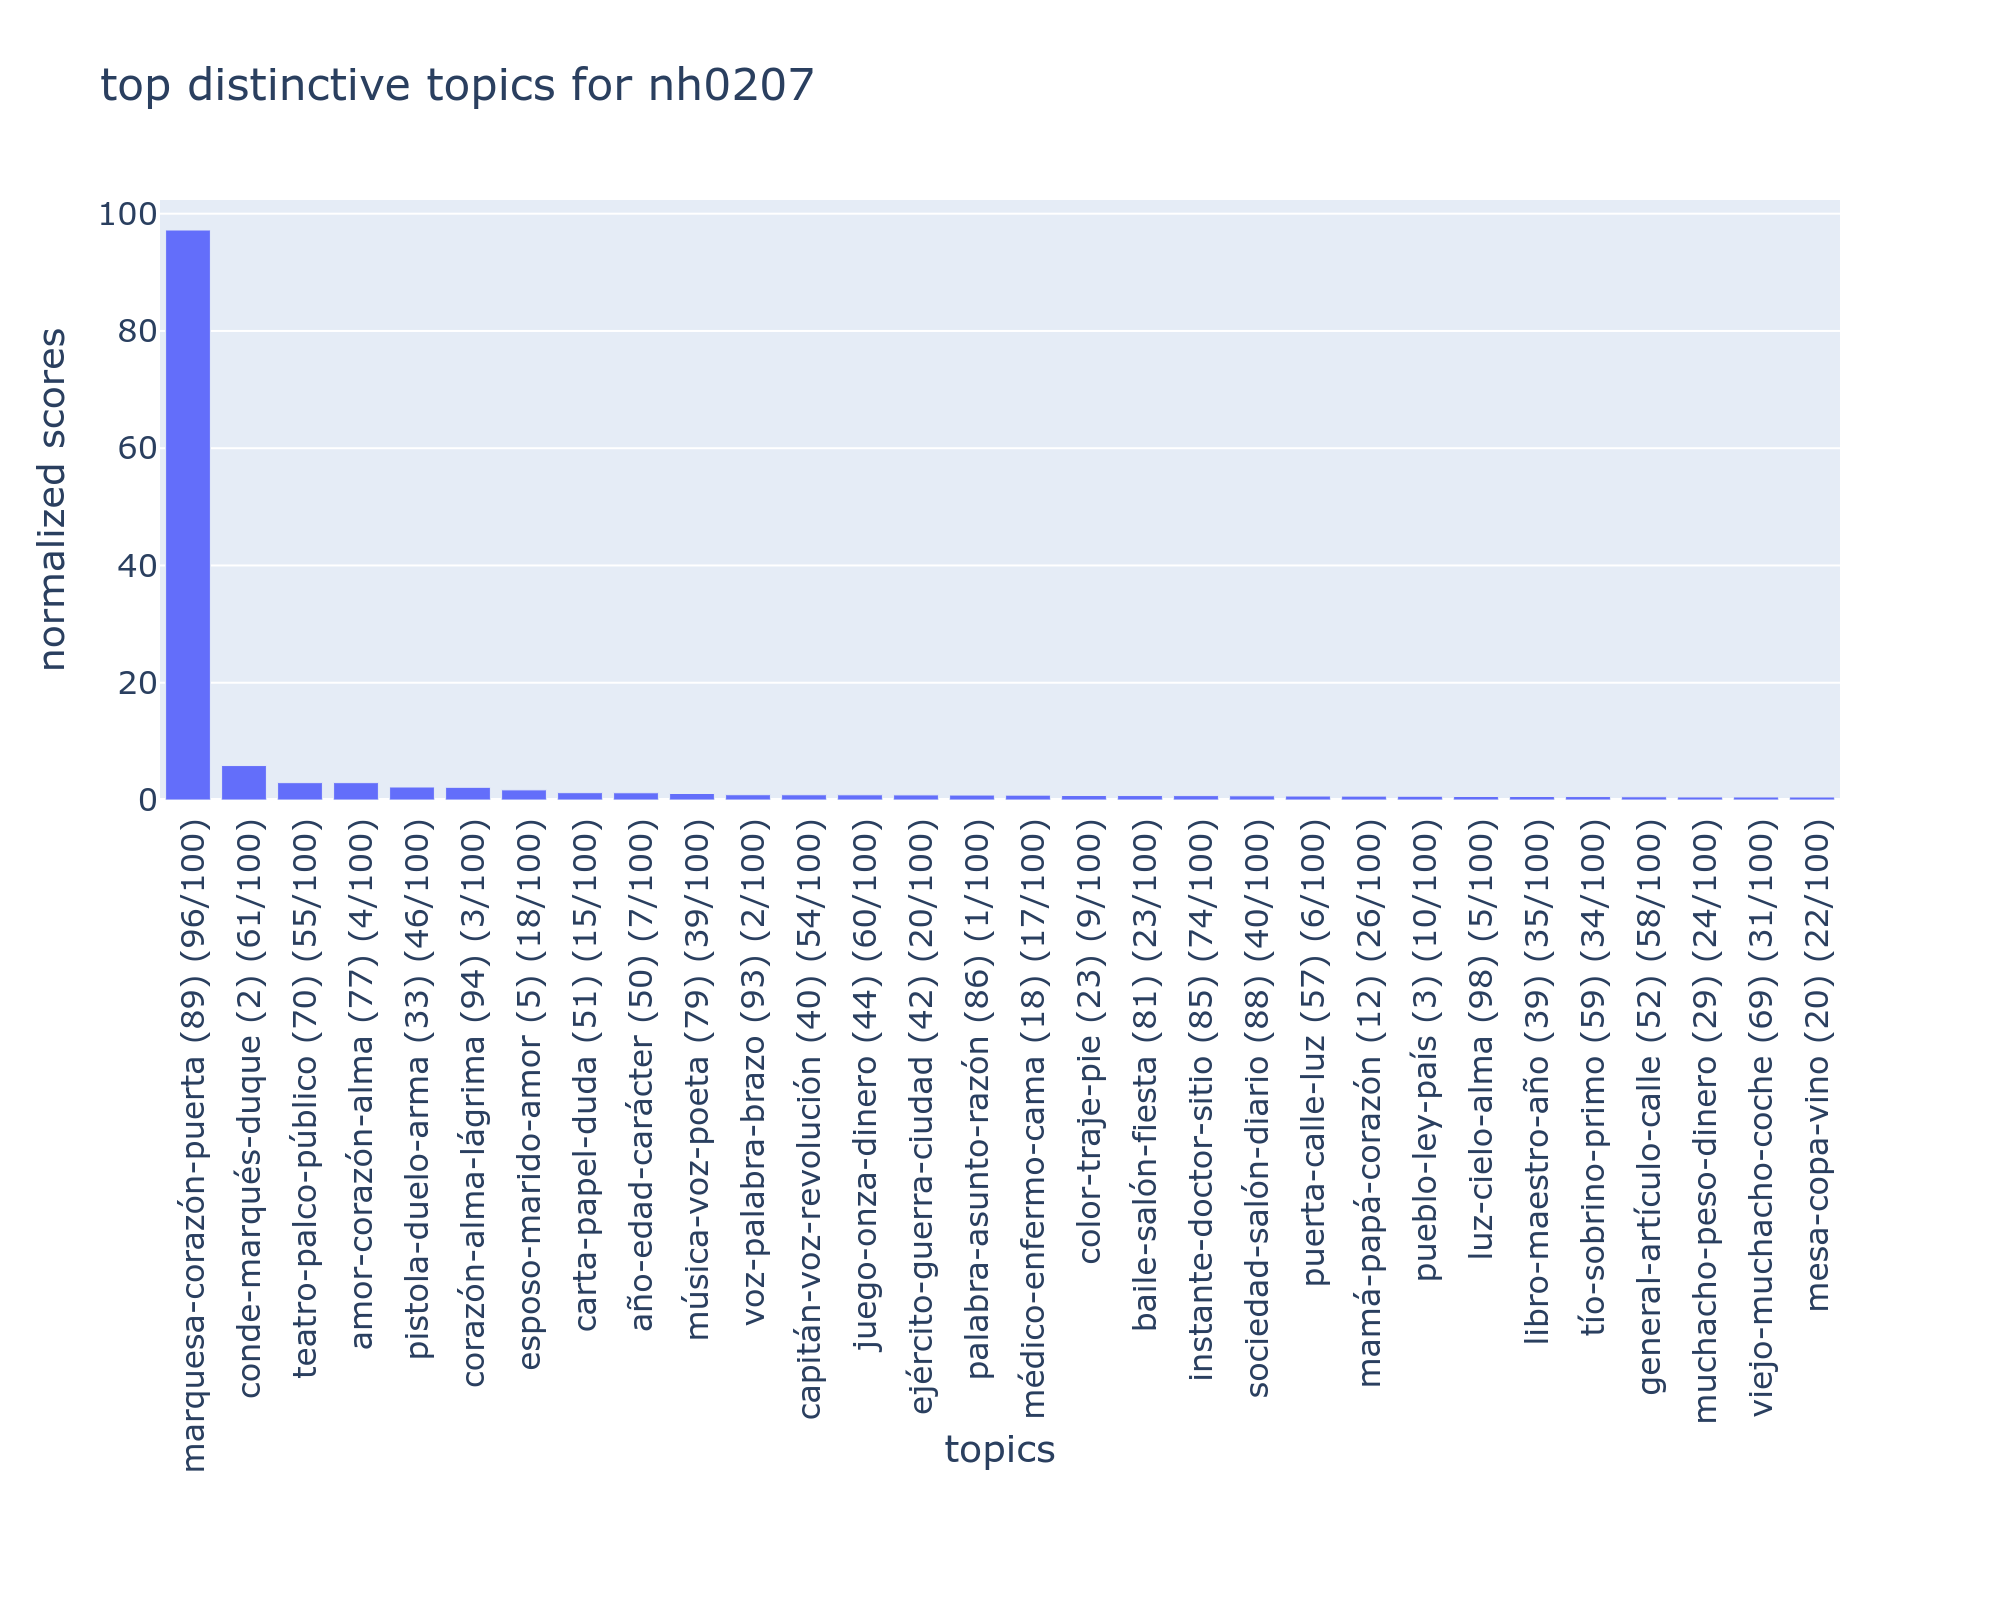 top distinctive topics for nh0207
normalized scores
100
80
60
40
20
0
marquesa-corazón-puerta (89) (96/100)
conde-marqués-duque (2) (61/100)
teatro-palco-público (70) (55/100)
amor-corazón-alma (77) (4/100)
pistola-duelo-arma (33) (46/100)
corazón-alma-lágrima (94) (3/100)
esposo-marido-amor (5) (18/100)
carta-papel-duda (51) (15/100)
año-edad-carácter (50) (7/100)
música-voz-poeta (79) (39/100)
voz-palabra-brazo (93) (2/100)
capitán-voz-revolución (40) (54/100)
juego-onza-dinero (44) (60/100)
ejército-guerra-ciudad (42) (20/100)
palabra-asunto-razón (86) (1/100)
médico-enfermo-cama (18) (17/100)
color-traje-pie (23) (9/100)
baile-salón-fiesta (81) (23/100)
instante-doctor-sitio (85) (74/100)
sociedad-salón-diario (88) (40/100)
puerta-calle-luz (57) (6/100)
mamá-papá-corazón (12) (26/100)
pueblo-ley-país (3) (10/100)
luz-cielo-alma (98) (5/100)
libro-maestro-año (39) (35/100)
tío-sobrino-primo (59) (34/100)
general-artículo-calle (52) (58/100)
muchacho-peso-dinero (29) (24/100)
viejo-muchacho-coche (69) (31/100)
mesa-copa-vino (20) (22/100)
topics